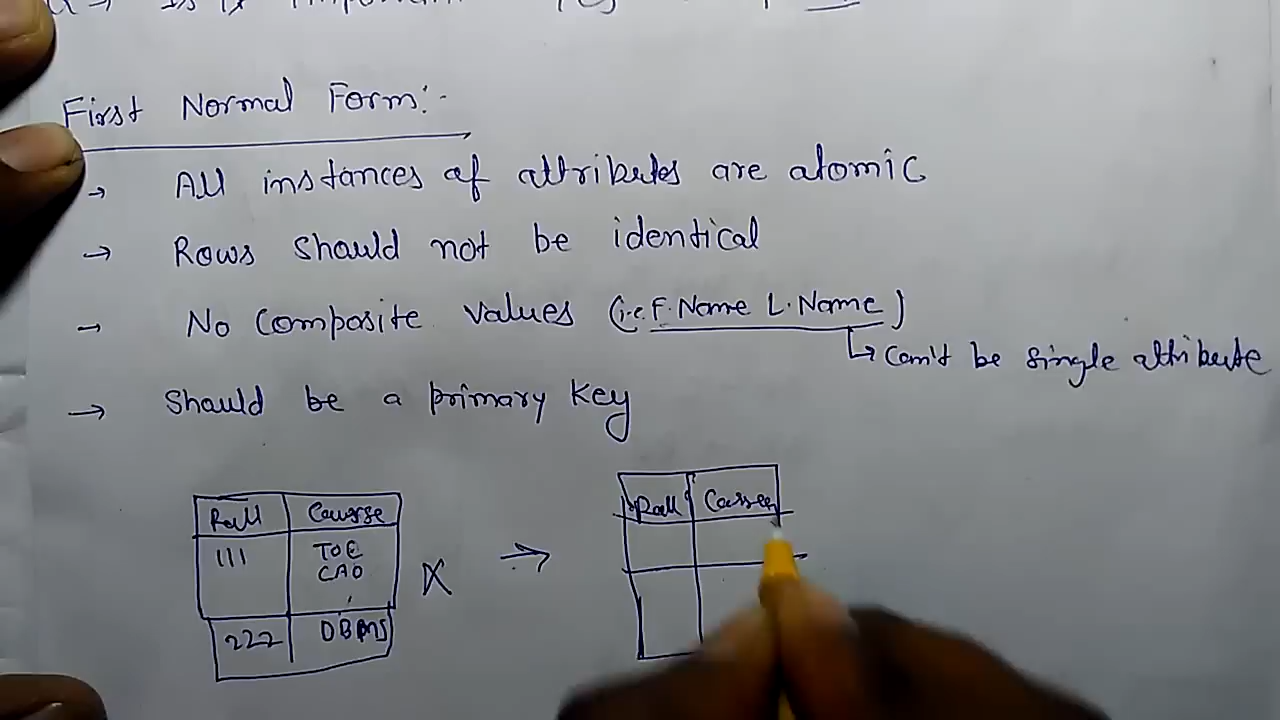 First Normal Form:-
→ All instances of attributes are atomic
→ Rows should not be identical
→ No Composite values (i.e F.Name L.Name)
↳ Can't be single attribute
→ Should be a primary Key
Roll Course
111 TOC
CAO
X →
222 DBMS
Roll